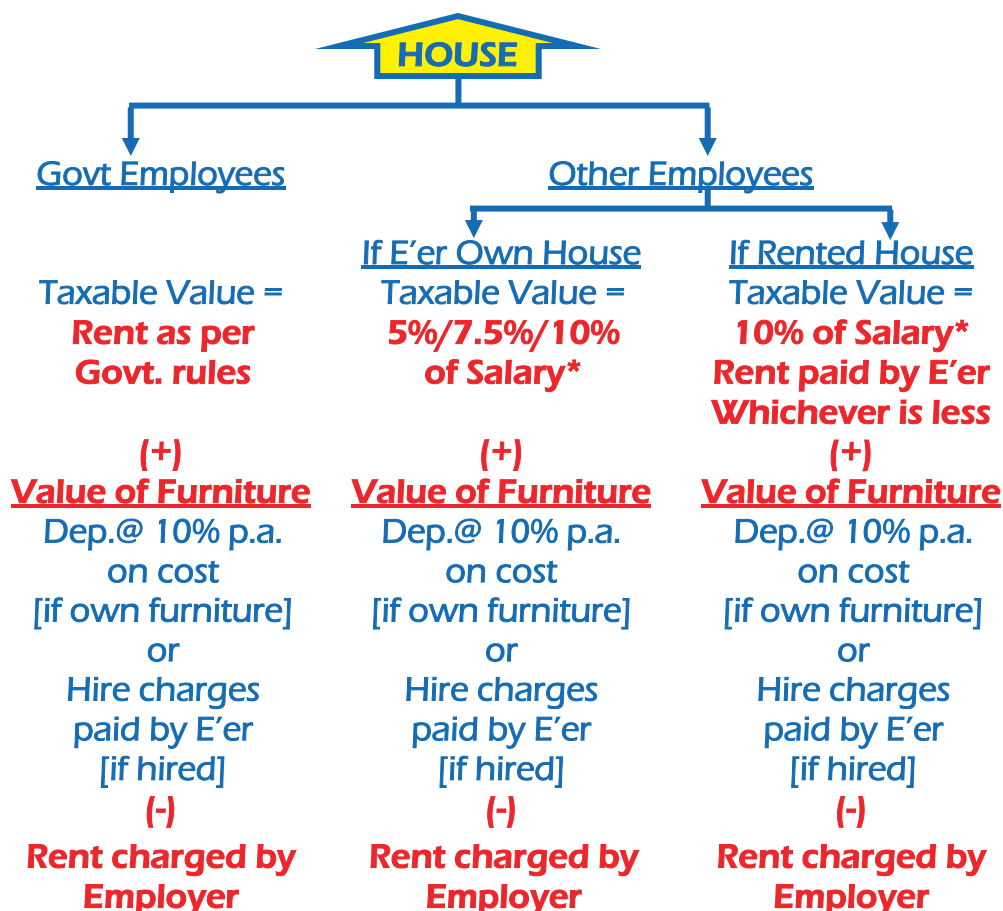 HOUSE
Govt Employees
Other Employees
If E'er Own House
If Rented House
Taxable Value =
Rent as per
Govt. rules
(+)
Value of Furniture
Dep.@ 10% p.a.
on cost
[if own furniture]
or
Hire charges
paid by E'er
[if hired]
(-)
Rent charged by
Employer
Taxable Value =
5%/7.5%/10%
of Salary*
(+)
Value of Furniture
Dep.@ 10% p.a.
on cost
[if own furniture]
or
Hire charges
paid by E'er
[if hired]
(-)
Rent charged by
Employer
Taxable Value =
10% of Salary*
Rent paid by E'er
Whichever is less
(+)
Value of Furniture
Dep.@ 10% p.a.
on cost
[if own furniture]
or
Hire charges
paid by E'er
[if hired]
(-)
Rent charged by
Employer